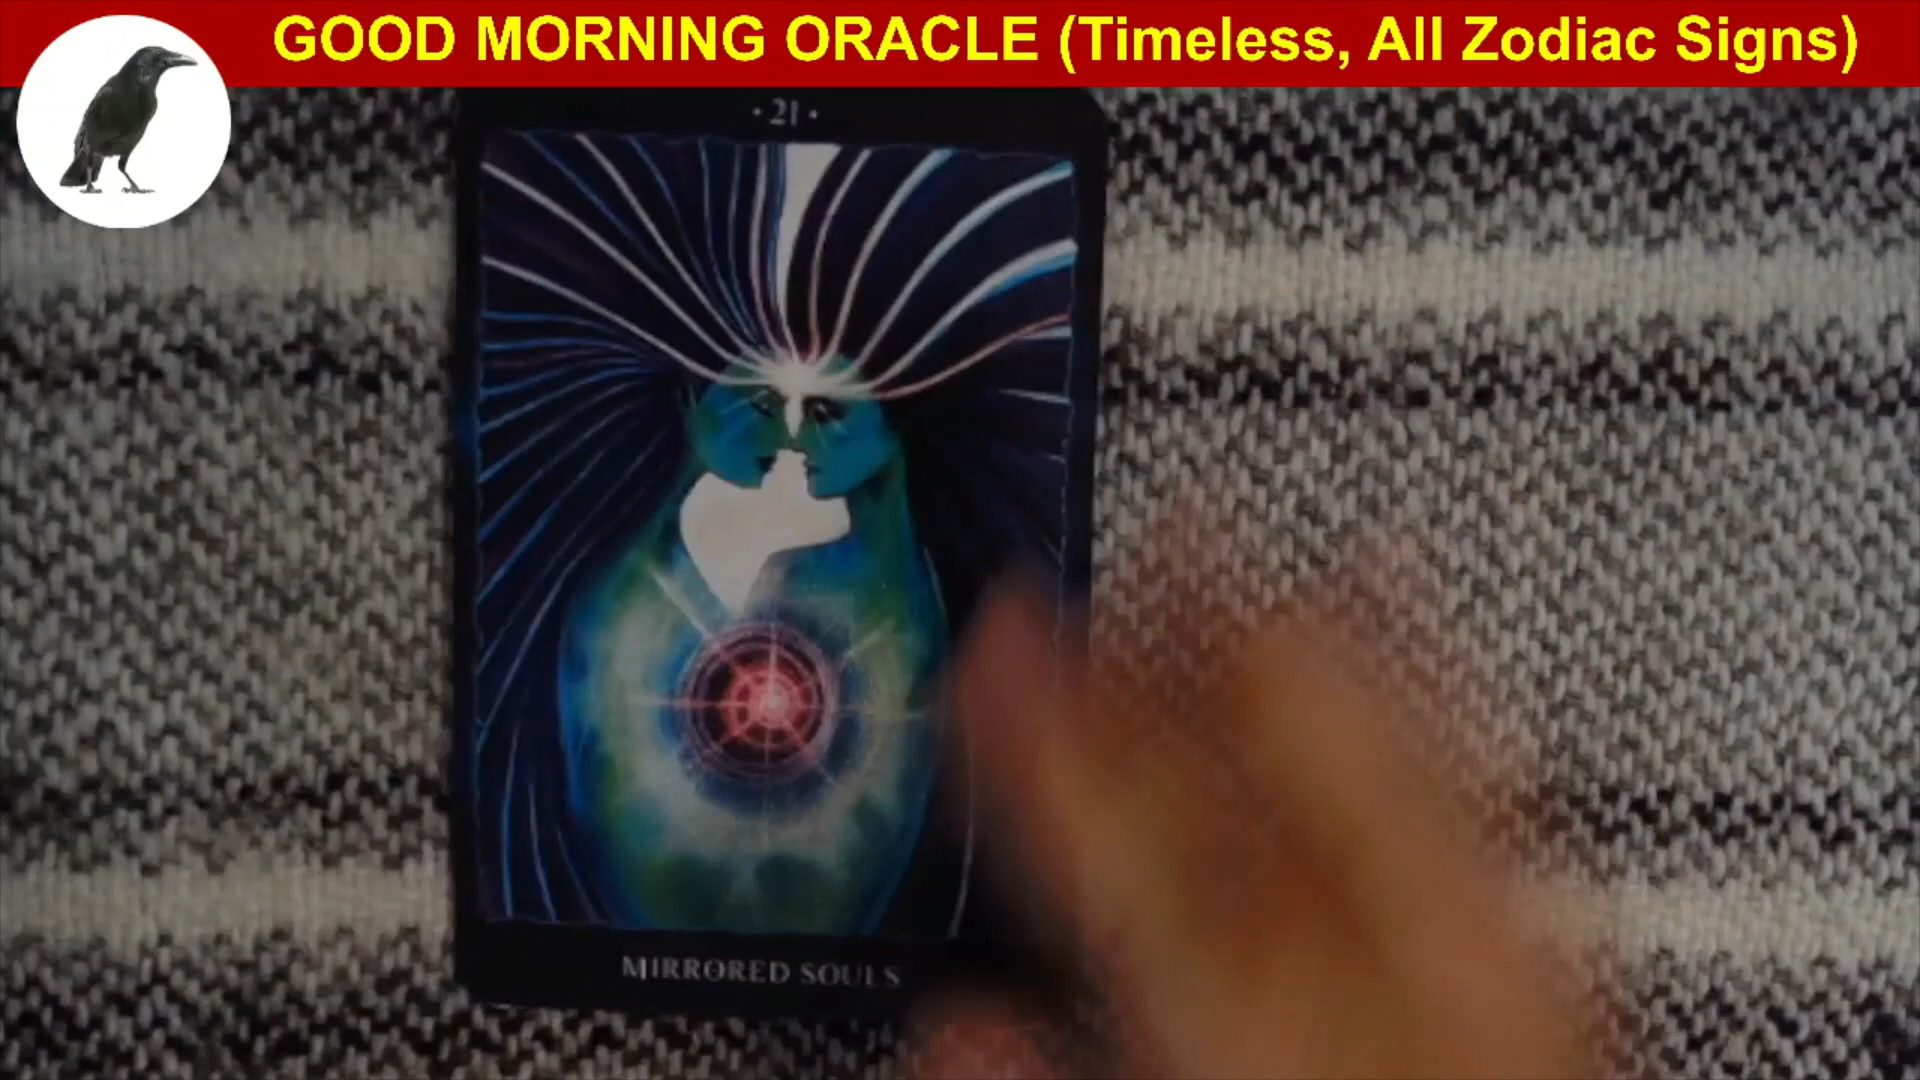 GOOD MORNING ORACLE (Timeless, All Zodiac Signs)
• 21 •
MIRRORED SOULS